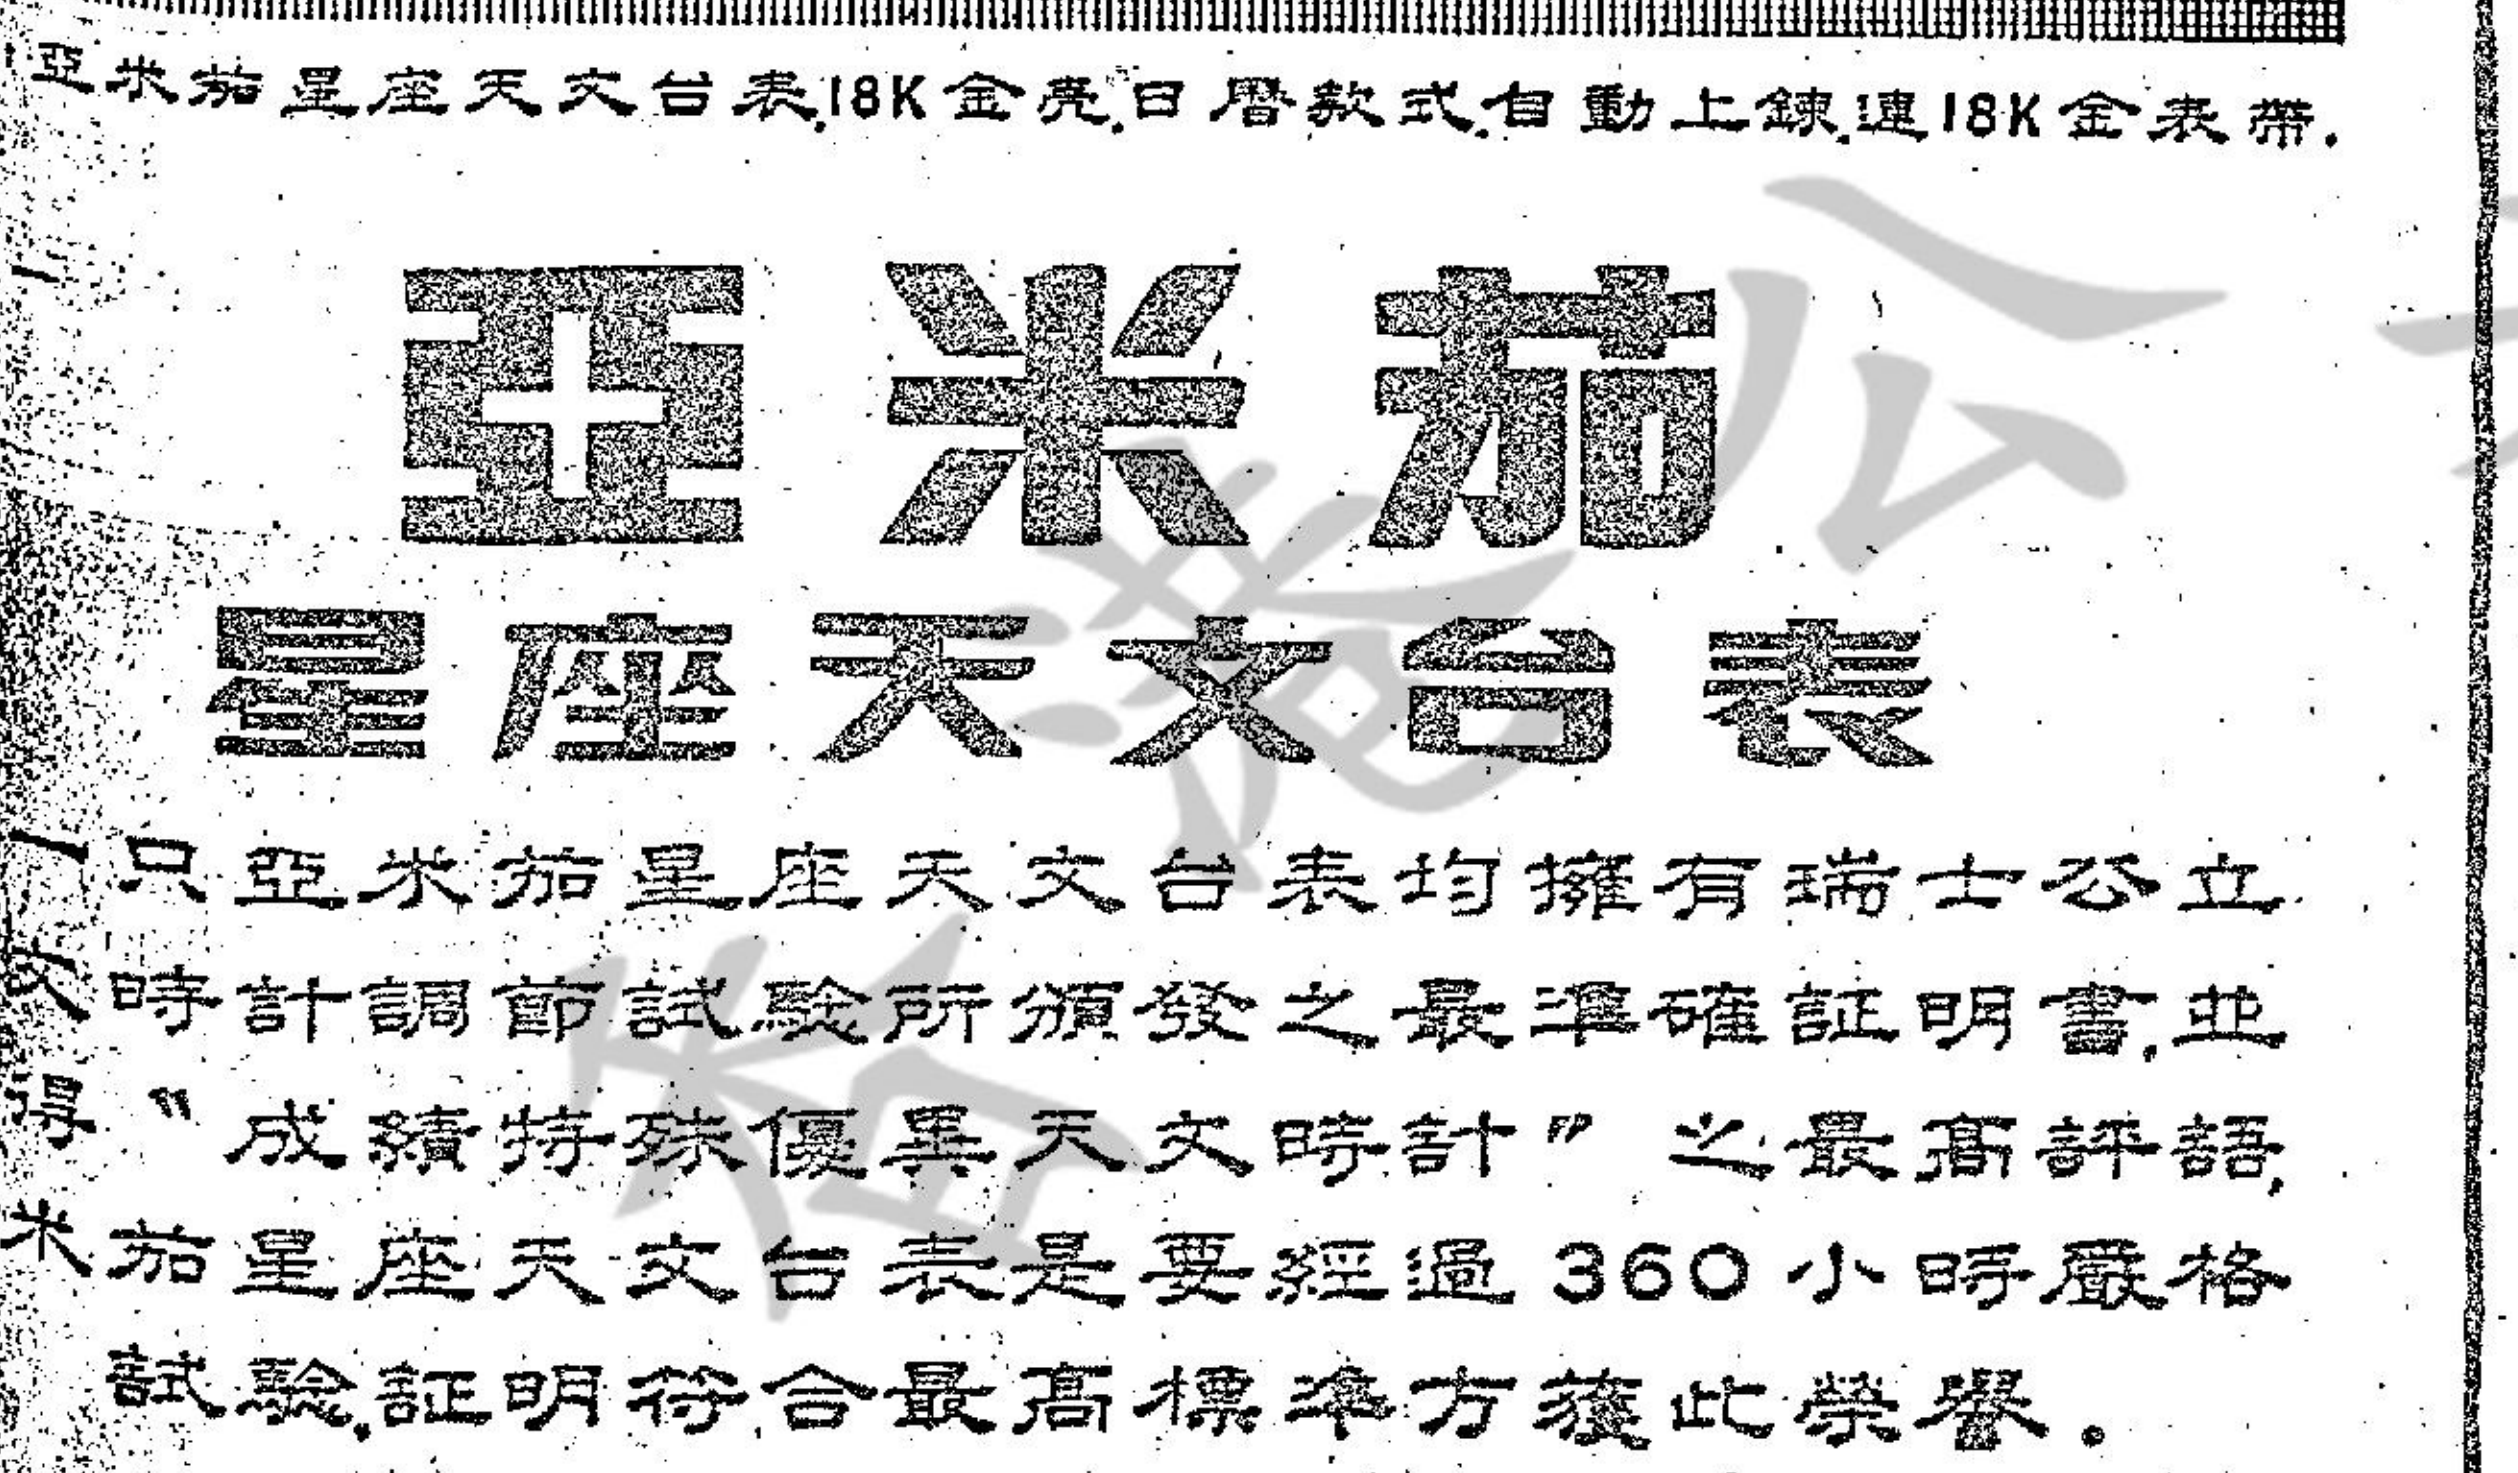 亞米茄星座天文台表,18K金亮,日曆款式,自動上鍊,連18K金表帶.
亞米茄
星座天文台表
一只亞米茄星座天文台表均擁有瑞士公立
文時計調節試驗所頒發之最準確証明書,並
得“成績特殊優異天文時計”之最高評語,
米茄星座天文台表是要經過360小時嚴格
試驗,証明符合最高標準方獲此榮譽。